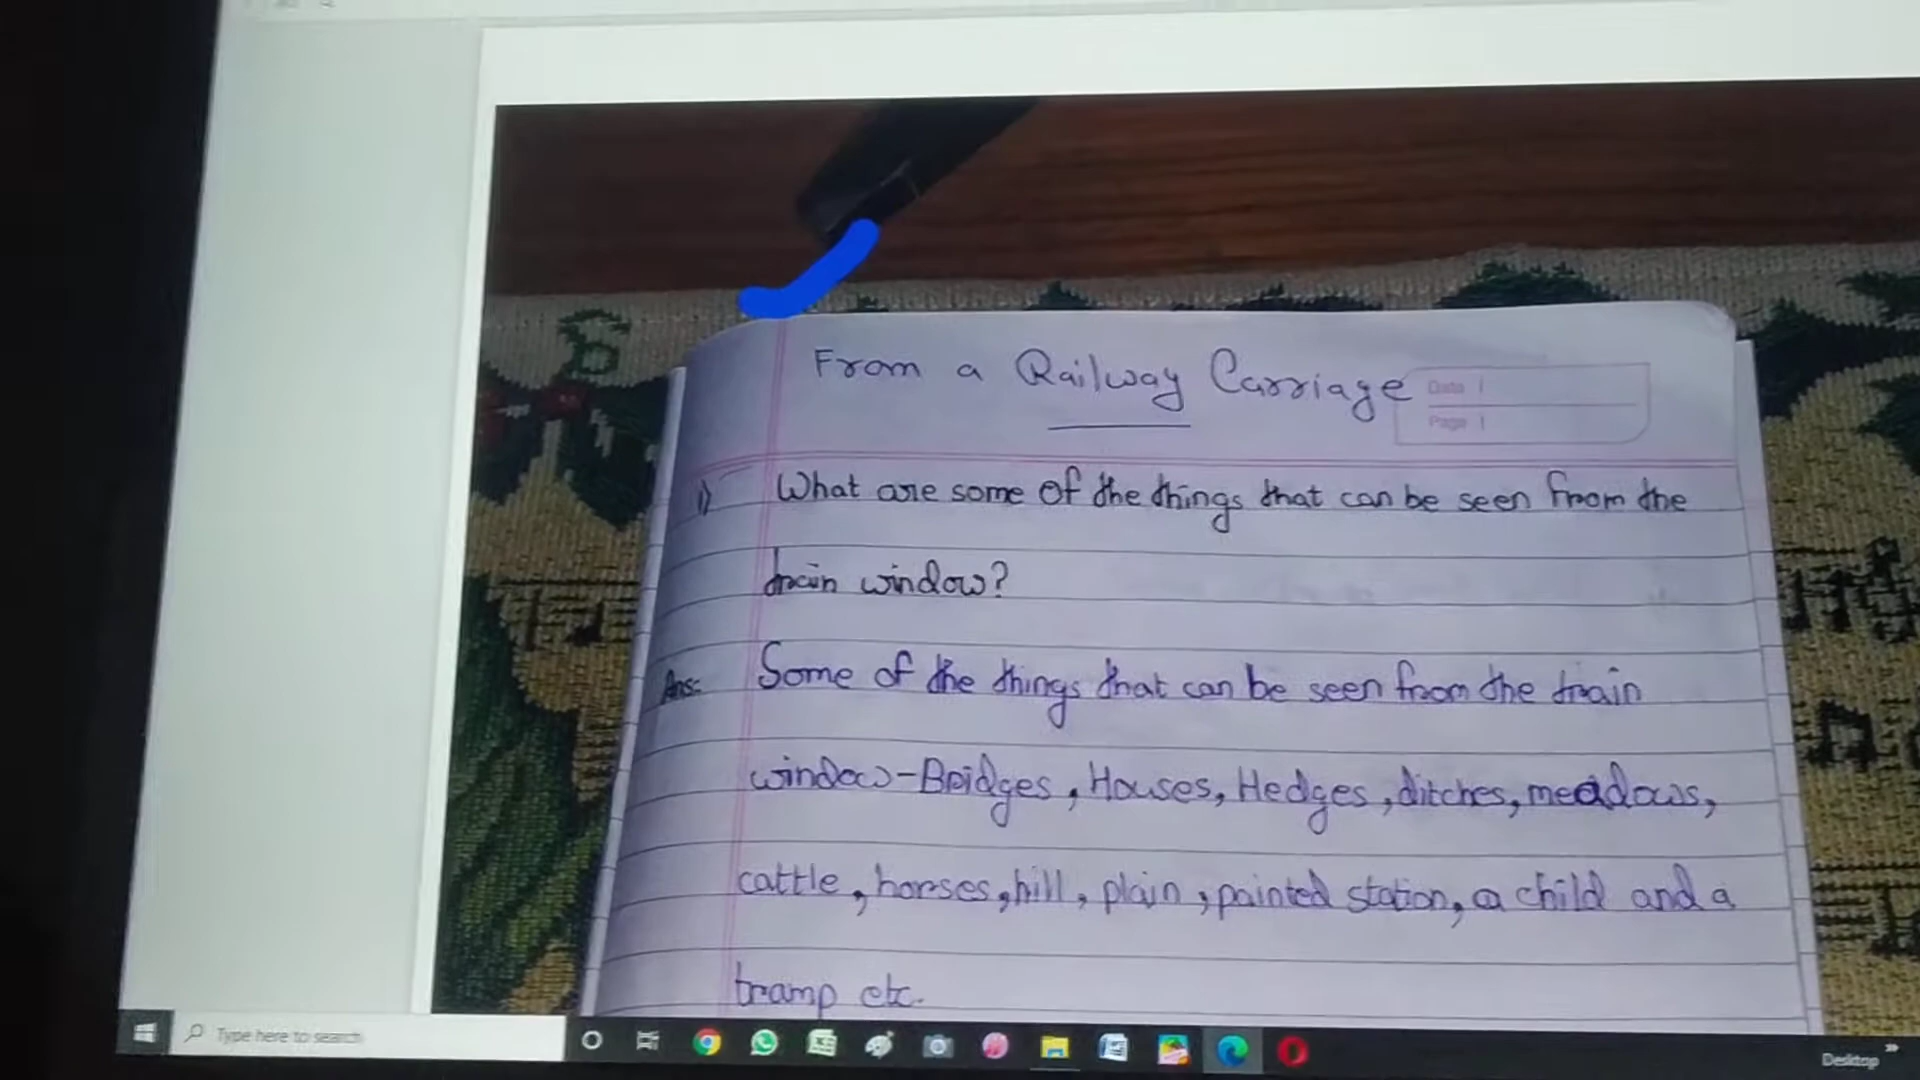 From a Railway Carriage
Date
Page
1) What are some of the things that can be seen from the
train window?
Ans:- Some of the things that can be seen from the train
window-Bridges, Houses, Hedges, ditches, meadows,
cattle, horses, hill, plain, painted station, a child and a
tramp etc.
Type here to search
Desktop